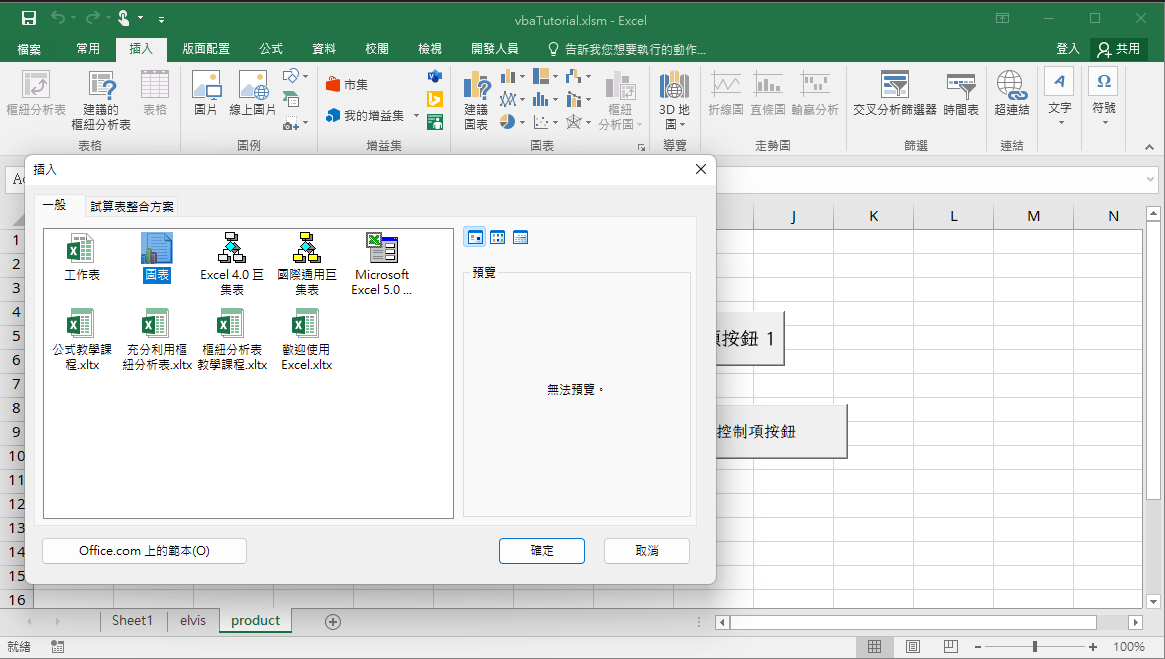 vbaTutorial.xlsm - Excel
檔案 常用 插入 版面配置 公式 資料 校閱 檢視 開發人員 告訴我您想要執行的動作... 登入 共用
樞紐分析表
建議的
樞紐分析表
表格
圖片
線上圖片
市集
我的增益集
建議
圖表
樞紐
分析圖
3D 地
圖
折線圖
直條圖
輸贏分析
交叉分析篩選器
時間表
超連結
文字
符號
表格 圖例 增益集 圖表 導覽 走勢圖 篩選 連結
插入
一般 試算表整合方案
工作表
圖表
Excel 4.0 巨
集表
國際通用巨
集表
Microsoft
Excel 5.0 ...
公式教學課
程.xltx
充分利用樞
紐分析表.xltx
樞紐分析表
教學課程.xltx
歡迎使用
Excel.xltx
預覽
無法預覽。
Office.com 上的範本(O)
確定
取消
J K L M N
1
2
3
4
5
6
7
8
9
10
11
12
13
14
15
16
按鈕 1
控制項按鈕
Sheet1 elvis product
就緒
100%